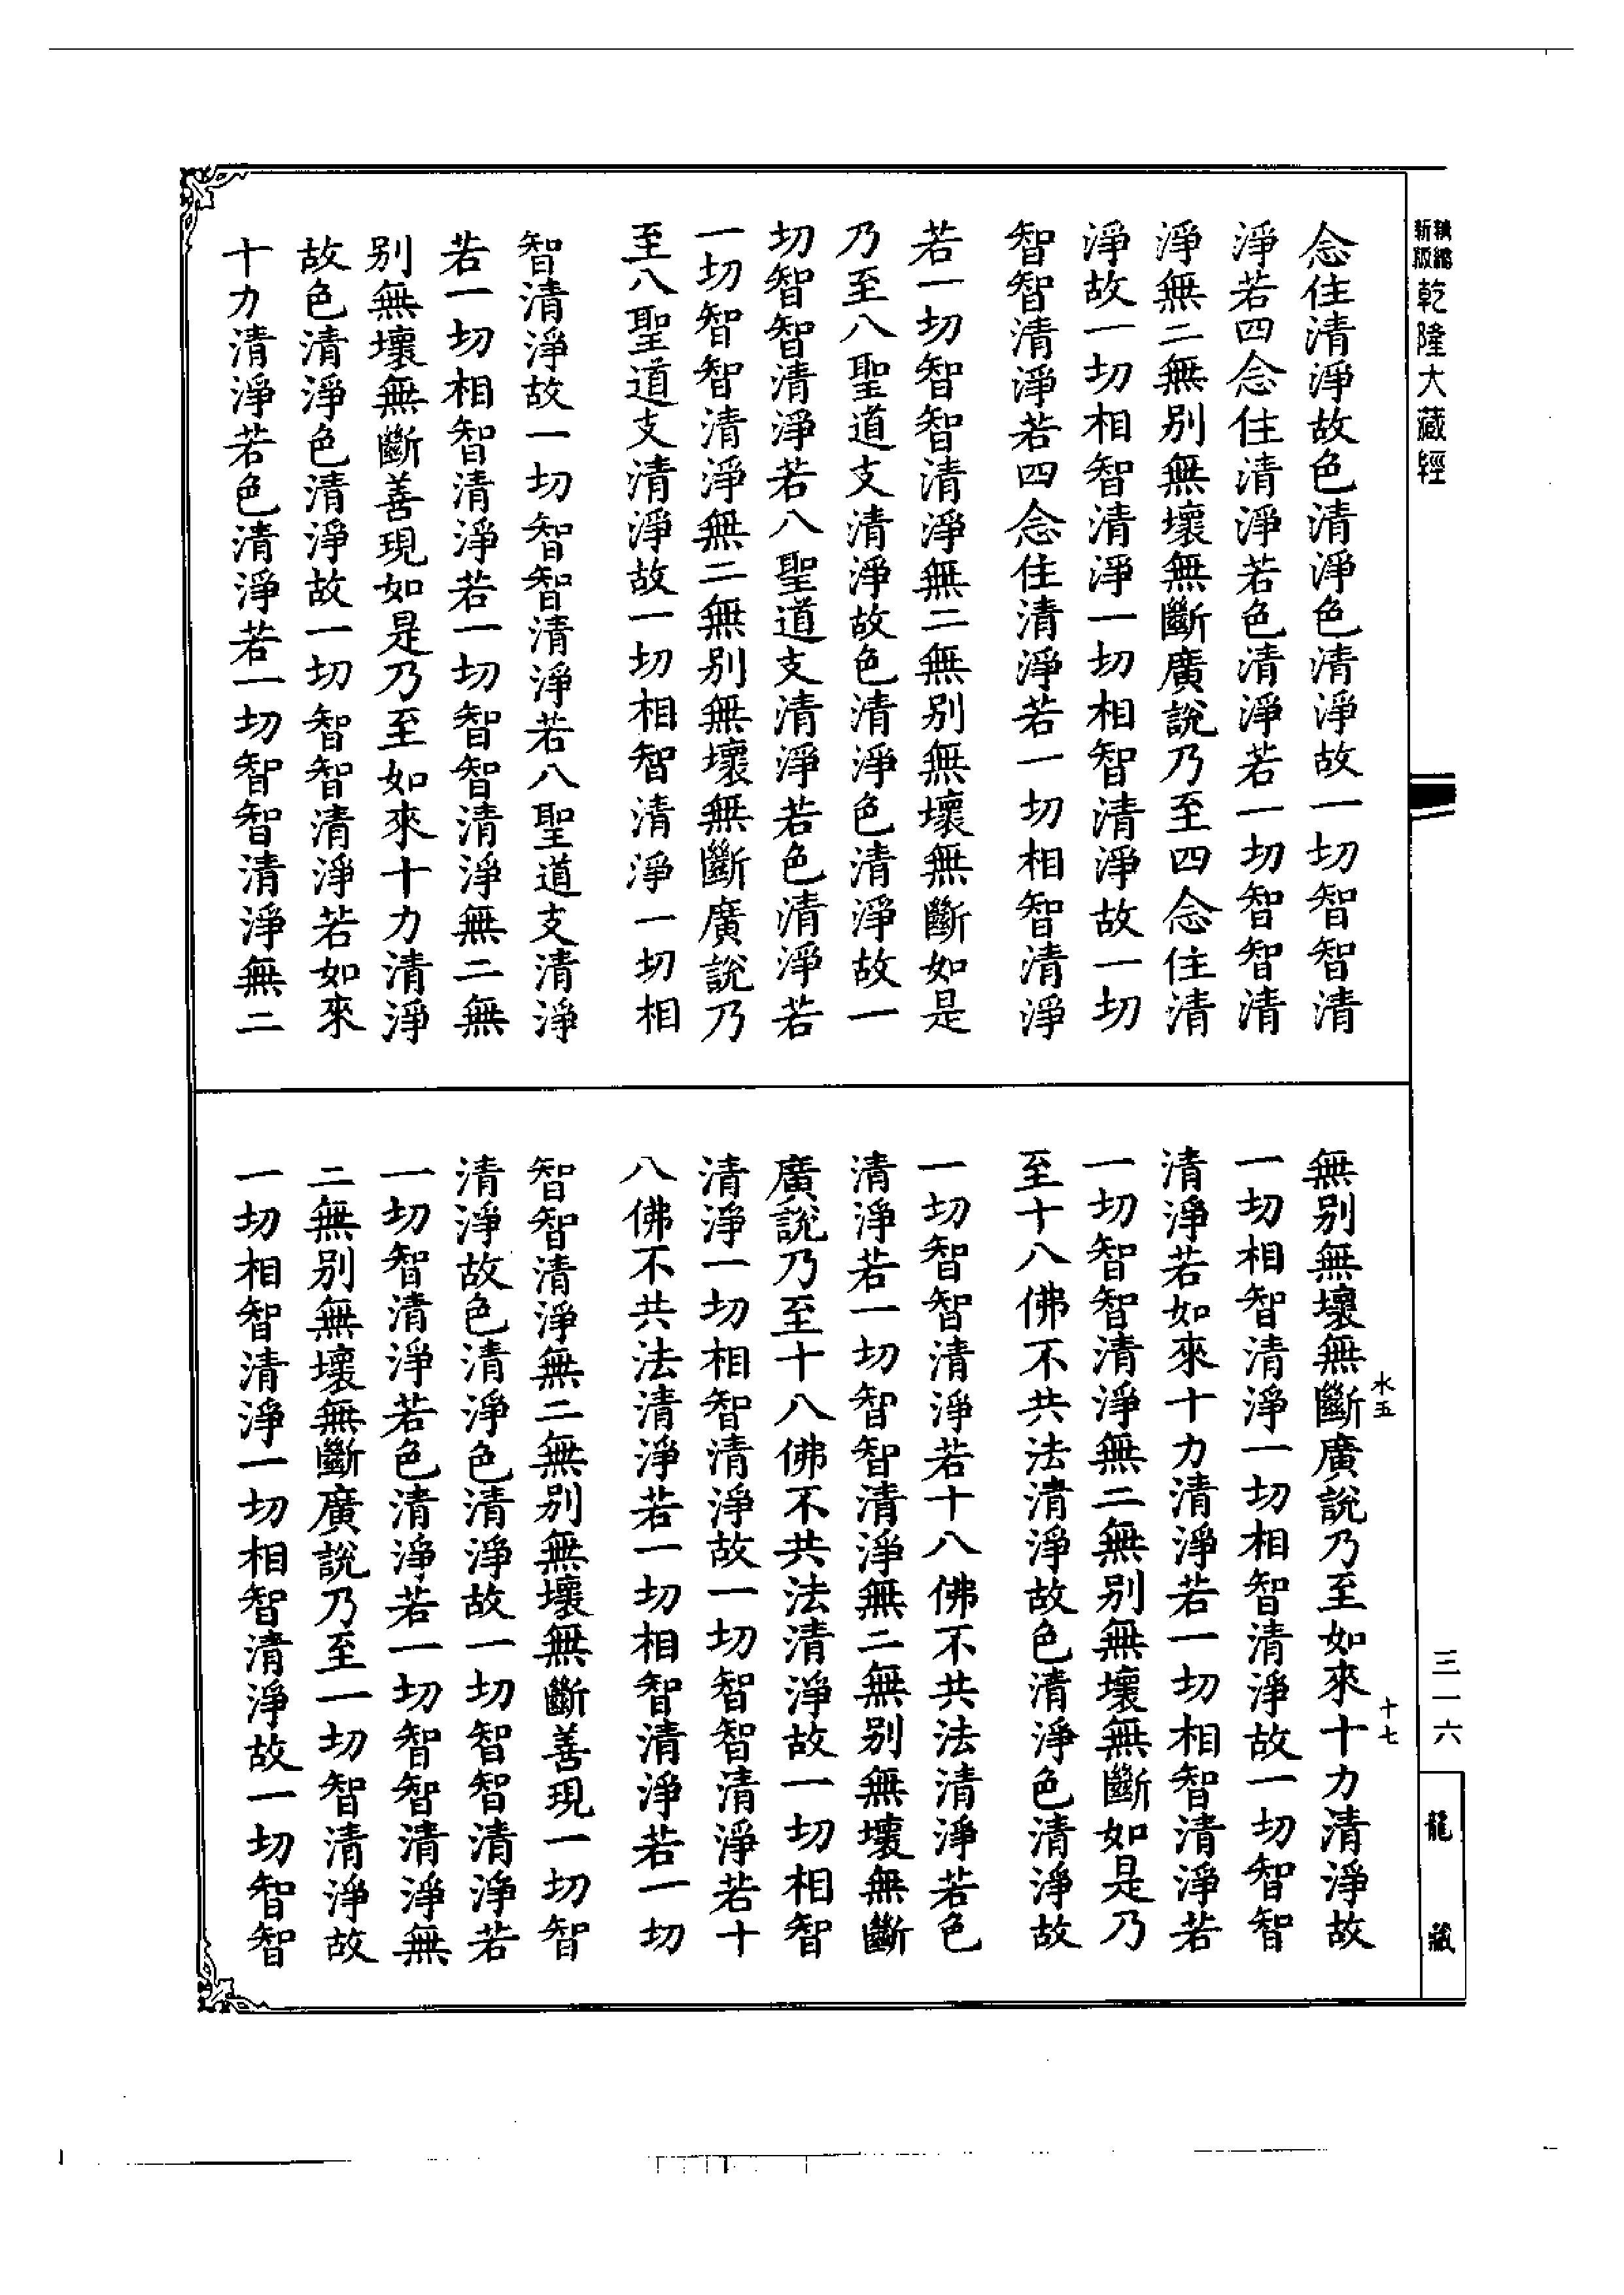 精編
新版
乾隆大藏經
念住清淨故色清淨色清淨故一切智智清
淨若四念住清淨若色清淨若一切智智清
淨無二無別無壞無斷廣說乃至四念住清
淨故一切相智清淨一切相智清淨故一切
智智清淨若四念住清淨若一切相智清淨
若一切智智清淨無二無別無壞無斷如是
乃至八聖道支清淨故色清淨色清淨故一
切智智清淨若八聖道支清淨若色清淨若
一切智智清淨無二無別無壞無斷廣說乃
至八聖道支清淨故一切相智清淨一切相
智清淨故一切智智清淨若八聖道支清淨
若一切相智清淨若一切智智清淨無二無
別無壞無斷善現如是乃至如來十力清淨
故色清淨色清淨故一切智智清淨若如來
十力清淨若色清淨若一切智智清淨無二
無別無壞無斷廣說乃至如來十力清淨故
一切相智清淨一切相智清淨故一切智智
清淨若如來十力清淨若一切相智清淨若
一切智智清淨無二無別無壞無斷如是乃
至十八佛不共法清淨故色清淨色清淨故
一切智智清淨若十八佛不共法清淨若色
清淨若一切智智清淨無二無別無壞無斷
廣說乃至十八佛不共法清淨故一切相智
清淨一切相智清淨故一切智智清淨若十
八佛不共法清淨若一切相智清淨若一切
智智清淨無二無別無壞無斷善現一切智
清淨故色清淨色清淨故一切智智清淨若
一切智清淨若色清淨若一切智智清淨無
二無別無壞無斷廣說乃至一切智清淨故
一切相智清淨一切相智清淨故一切智智
水五
十七
三一六
龍藏